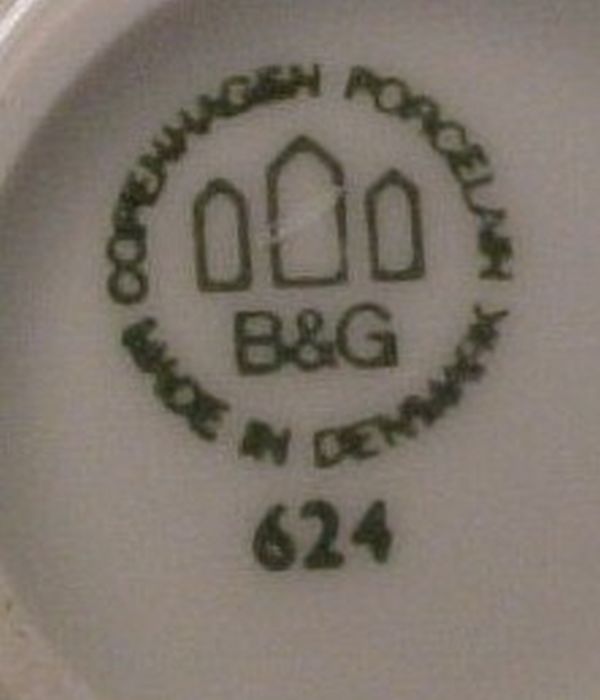 COPENHAGEN PORCELAIN
B&G
MADE IN DENMARK
624